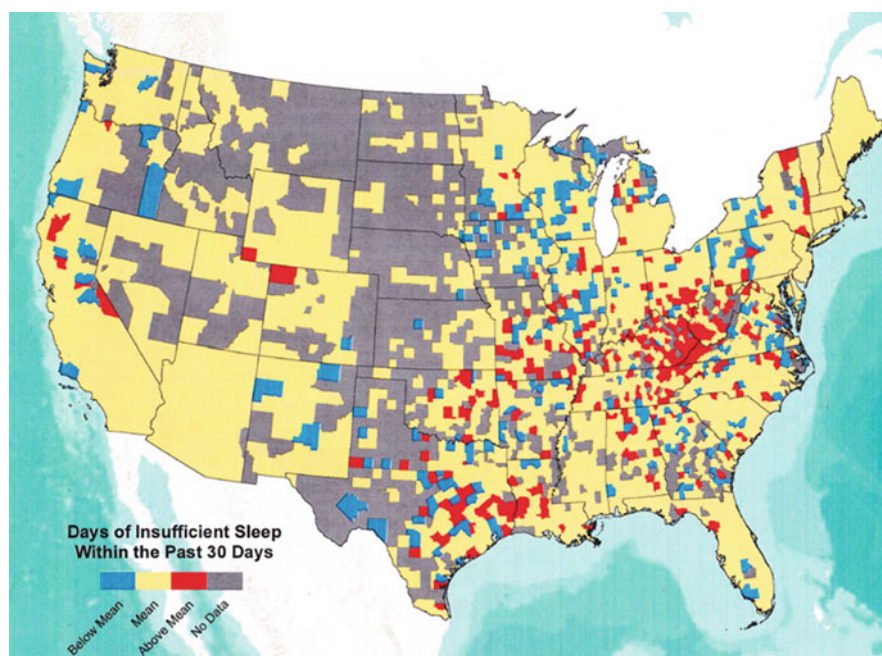 Days of Insufficient Sleep
Within the Past 30 Days
Below Mean
Mean
Above Mean
No Data